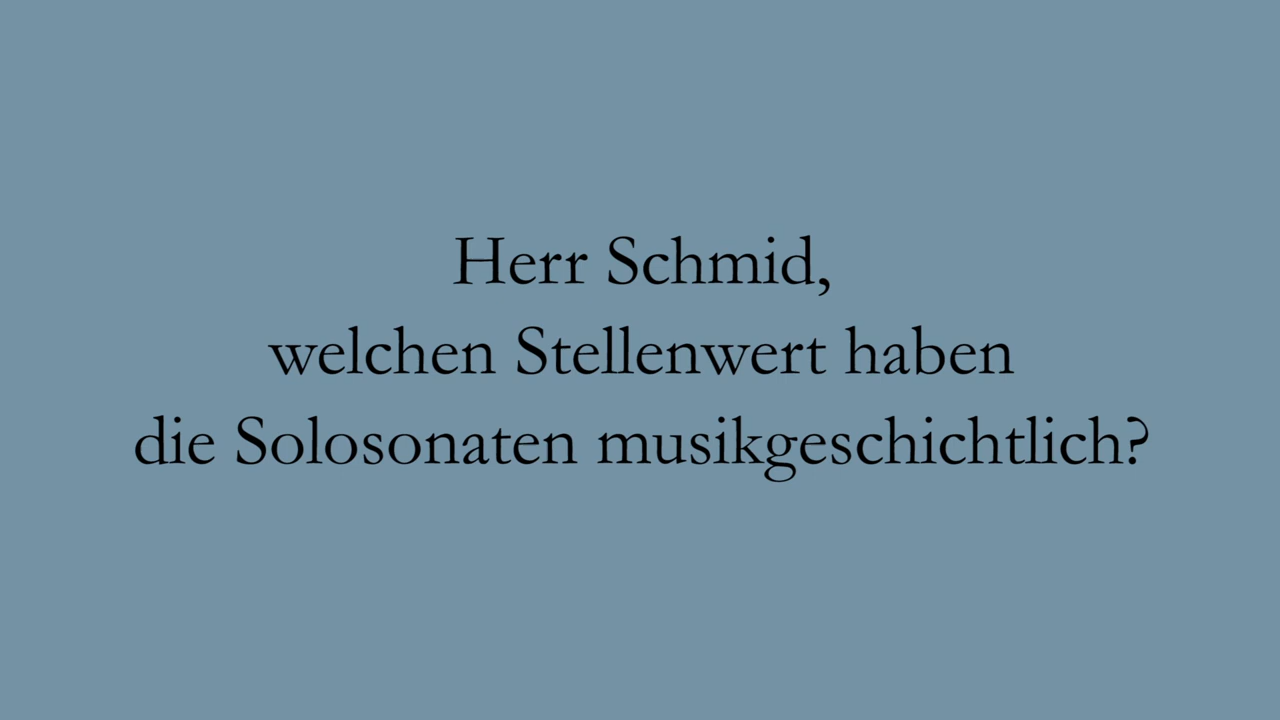 Herr Schmid,
welchen Stellenwert haben
die Solosonaten musikgeschichtlich?